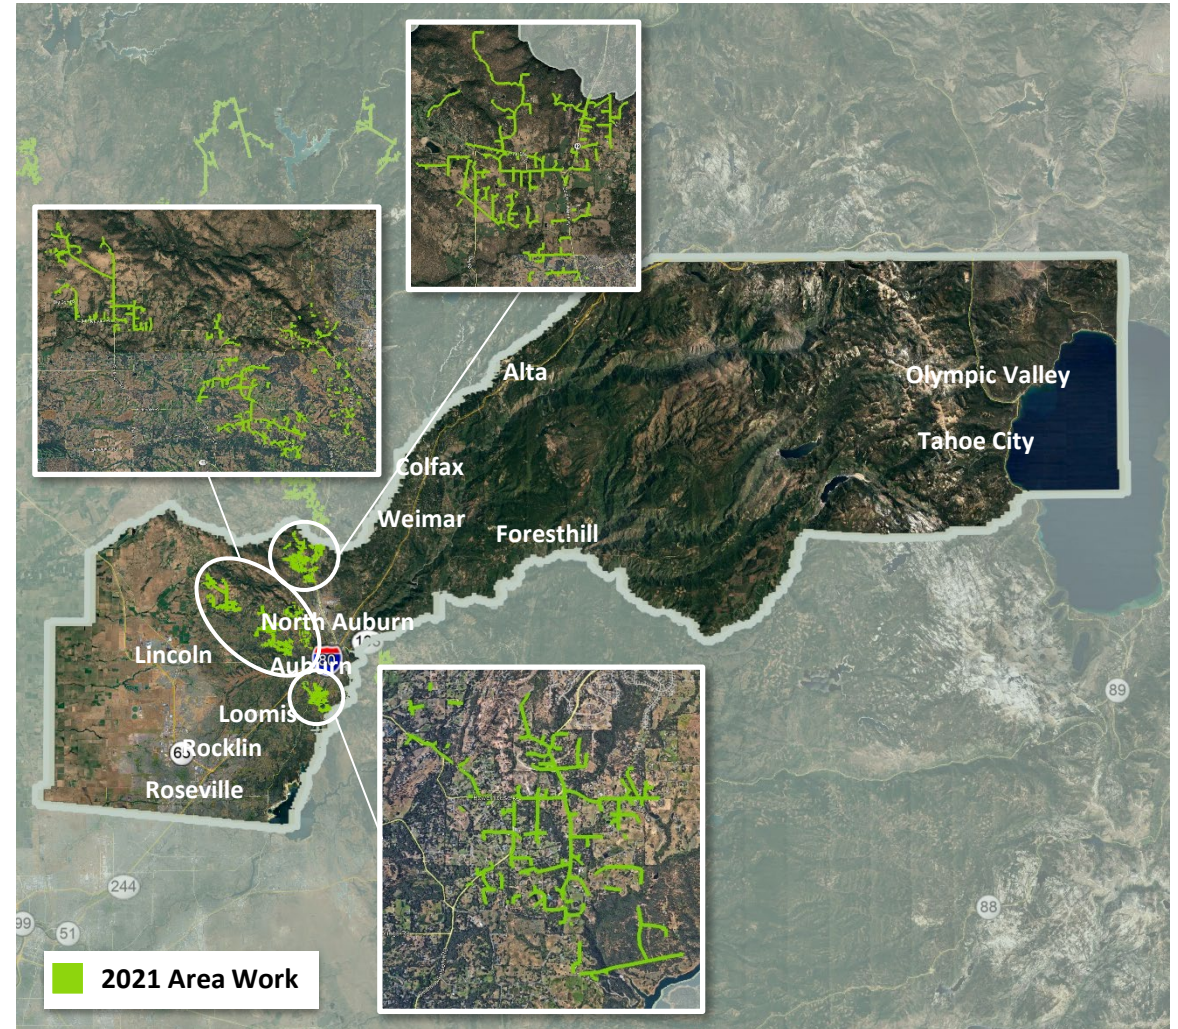 Alta
Olympic Valley
Tahoe City
Colfax
Weimar
Foresthill
North Auburn
Lincoln
80
Auburn
Loomis
89
65
Rocklin
Roseville
244
99
51
88
2021 Area Work